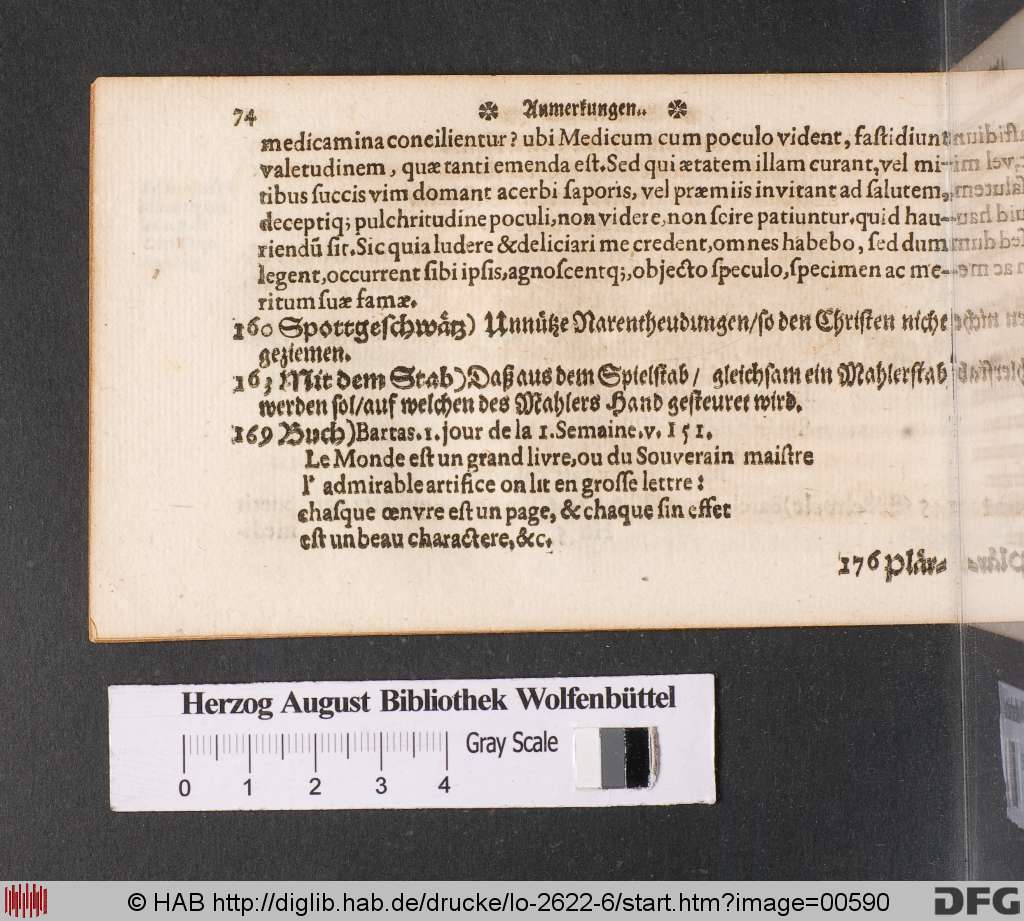 74 ✼ Anmerkungen. ✼
medicamina concilientur? ubi Medicum cum poculo vident, faſtidiunt
valetudinem, quæ tanti emenda eſt. Sed qui ætatem illam curant, vel mi-
tibus ſuccis vim domant acerbi ſaporis, vel præmiis invitant ad ſalutem,
deceptiq; pulchritudine poculi, non videre, non ſcire patiuntur. quid hau-
riendū ſit. Sic quia ludere & deliciari me credent, omnes habebo, ſed dum
legent, occurrent ſibi ipſis, agnoſcentq;, objecto ſpeculo, ſpecimen ac me-
ritum ſuæ famæ.
160 Spottgeſchwåtz) Unnůtze Narentheudungen/ſo den Chriſten nicht
geziemen.
163 Mit dem Stab) Daß aus dem Spielſtab/ gleichſam ein Mahlerſtab
werden ſol/auf welchen des Mahlers Hand geſteuret wird.
169 Buch) Bartas. 1. jour de la 1. Semaine. v. 151.
Le Monde eſt un grand livre, ou du Souverain maiſtre
l' admirable artifice on lit en groſſe lettre:
chaſque œnvre eſt un page, & chaque ſin effet
eſt un beau charactere, &c.
176 Plår-
Herzog August Bibliothek Wolfenbüttel
Gray Scale
0 1 2 3 4
© HAB http://diglib.hab.de/drucke/lo-2622-6/start.htm?image=00590
DFG